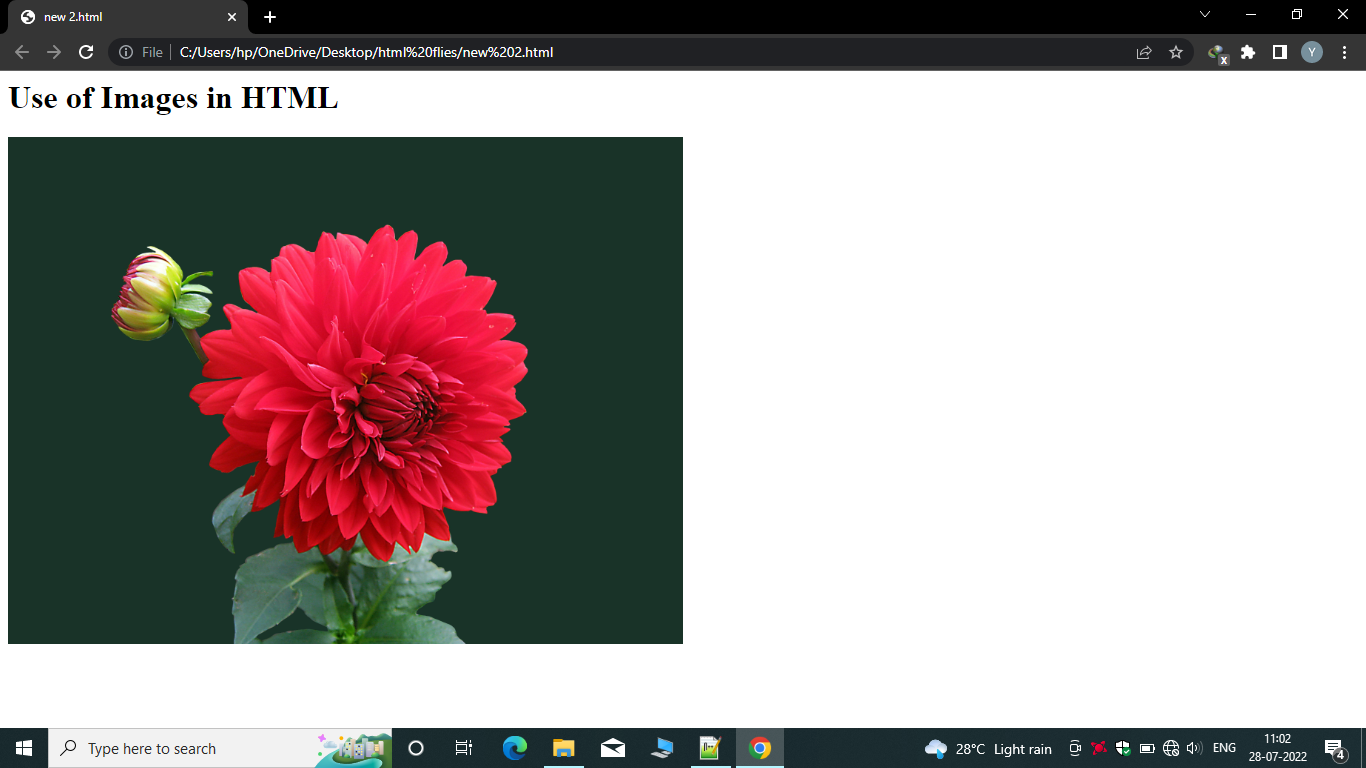 new 2.html
File C:/Users/hp/OneDrive/Desktop/html%20flies/new%202.html
x
Y
Use of Images in HTML
Type here to search
28°C Light rain
ENG
11:02
28-07-2022
4